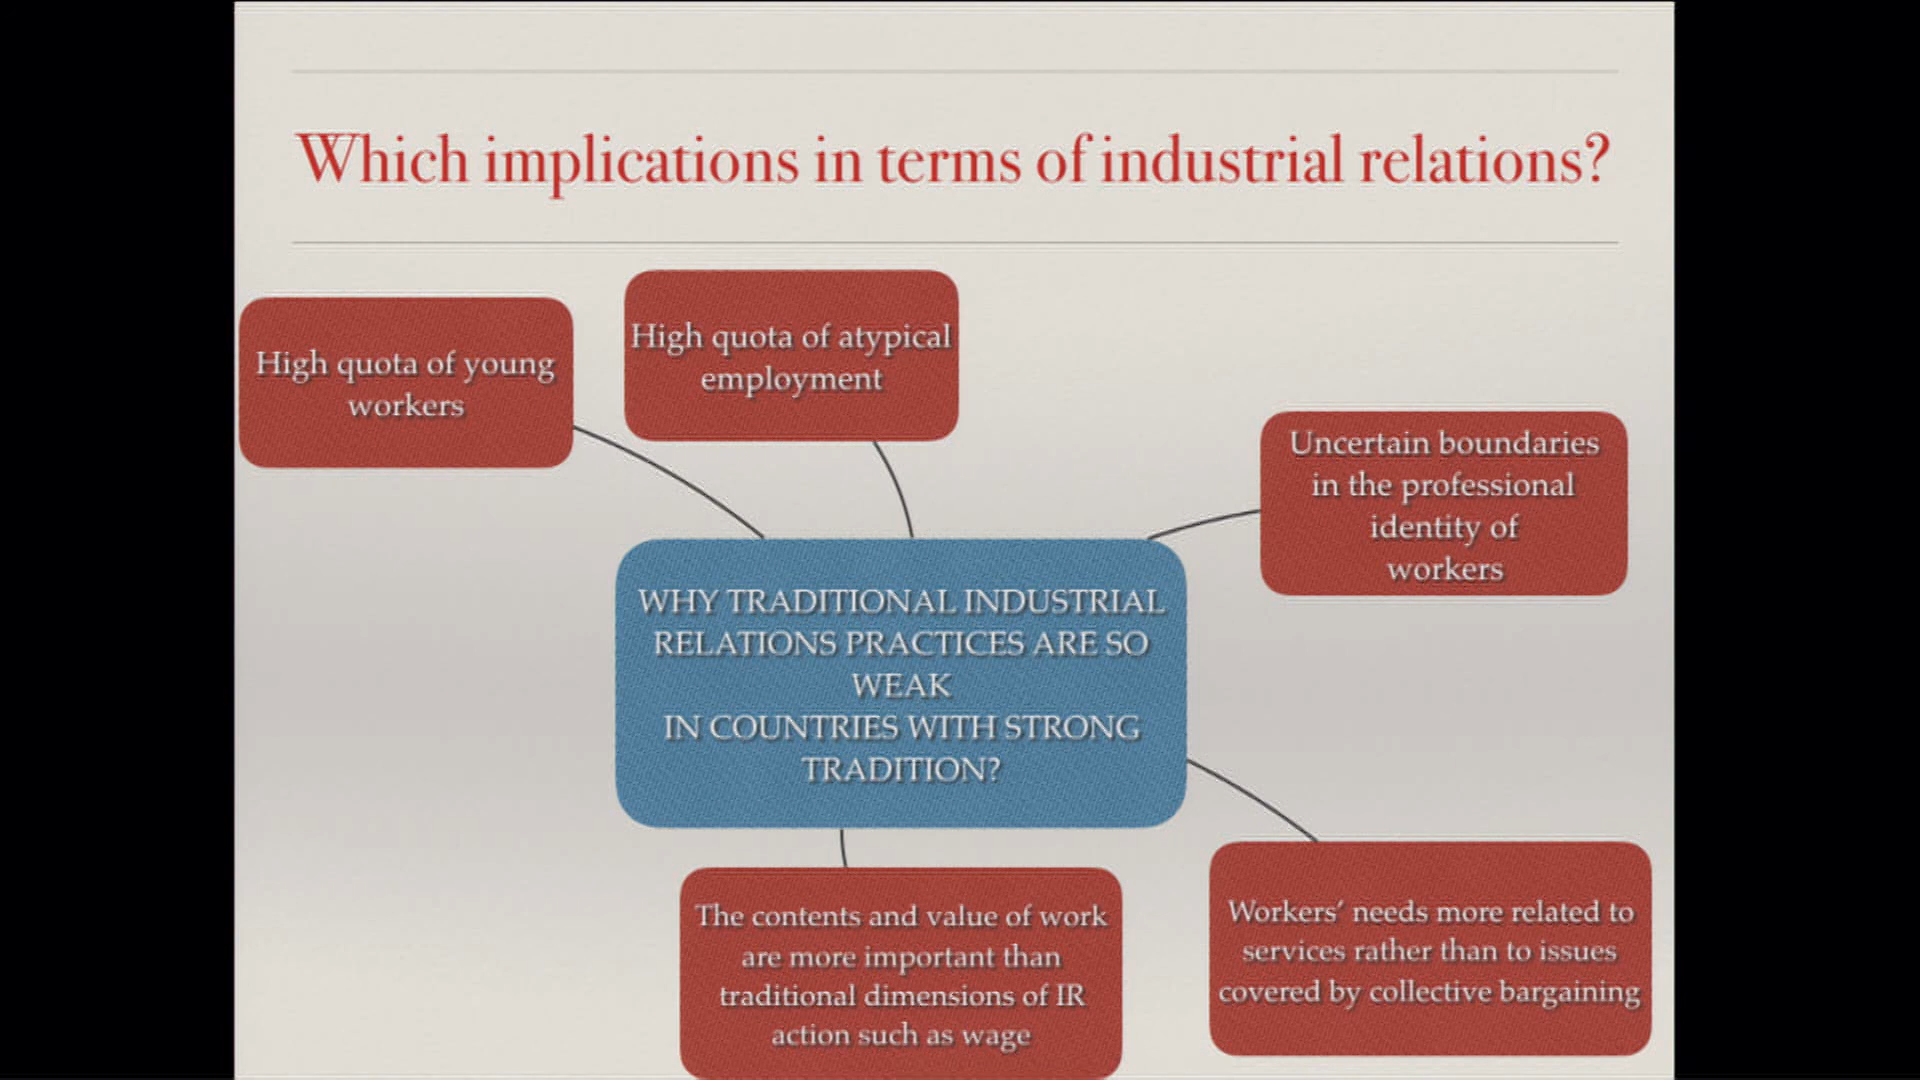 Which implications in terms of industrial relations?
High quota of young
workers
High quota of atypical
employment
Uncertain boundaries
in the professional
identity of
workers
WHY TRADITIONAL INDUSTRIAL
RELATIONS PRACTICES ARE SO
WEAK
IN COUNTRIES WITH STRONG
TRADITION?
The contents and value of work
are more important than
traditional dimensions of IR
action such as wage
Workers’ needs more related to
services rather than to issues
covered by collective bargaining